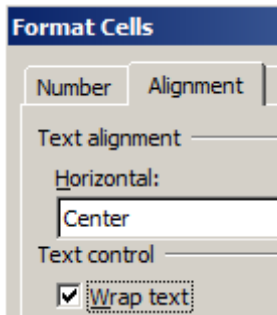 Format Cells
Number Alignment
Text alignment
Horizontal:
Center
Text control
Wrap text